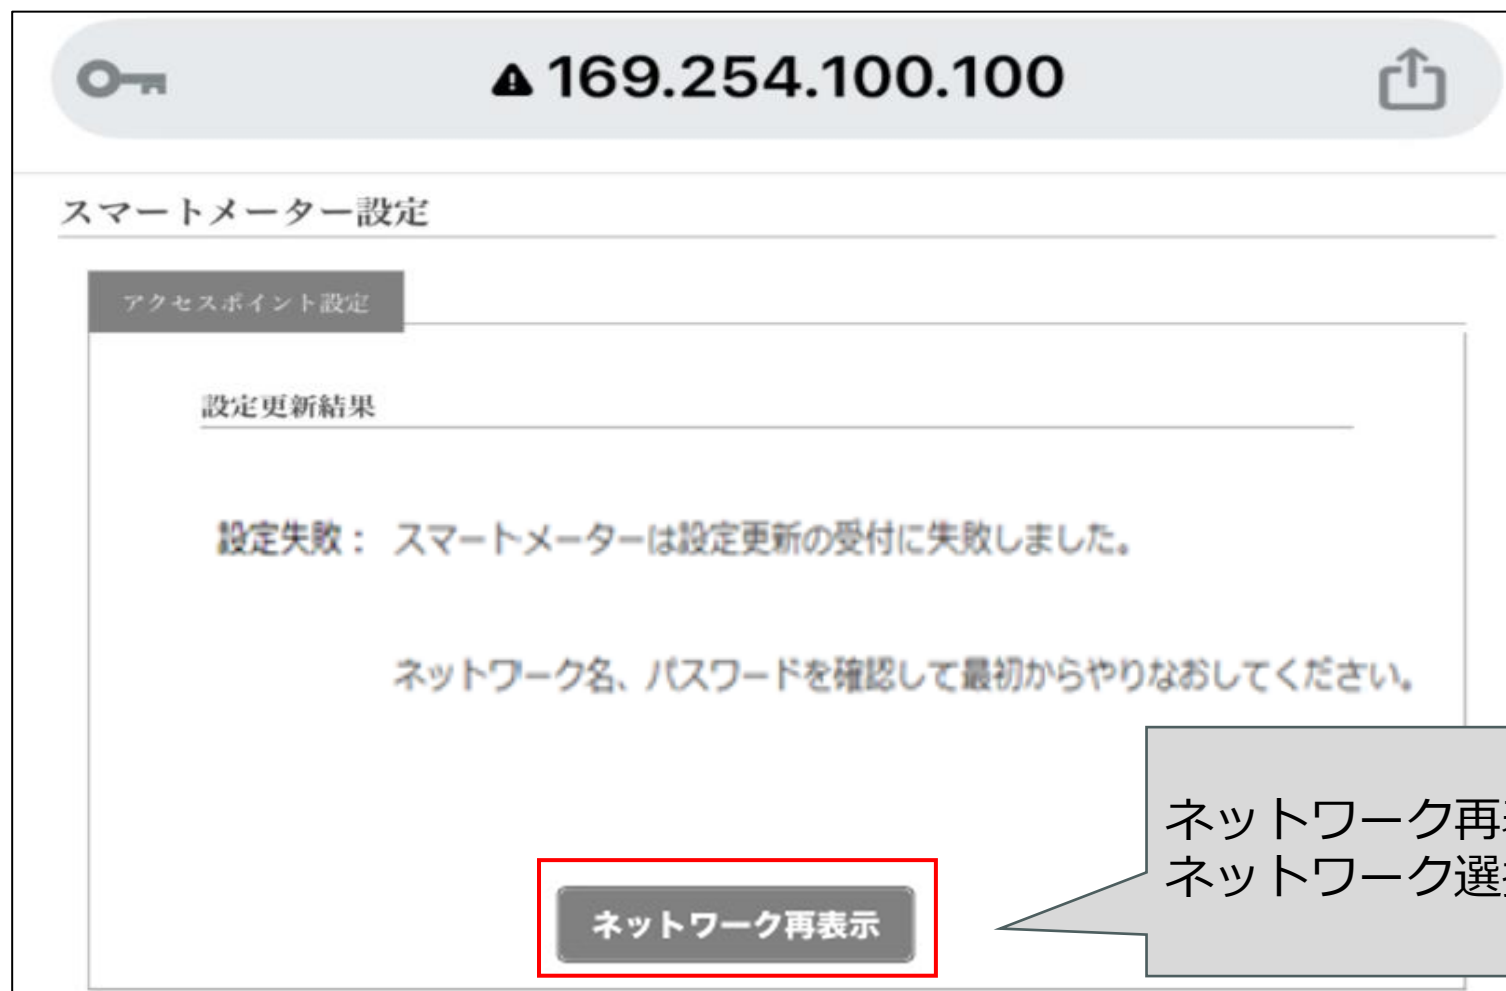 169.254.100.100
スマートメーター設定
アクセスポイント設定
設定更新結果
設定失敗： スマートメーターは設定更新の受付に失敗しました。
ネットワーク名、パスワードを確認して最初からやりなおしてください。
ネットワーク再
ネットワーク選
ネットワーク再表示